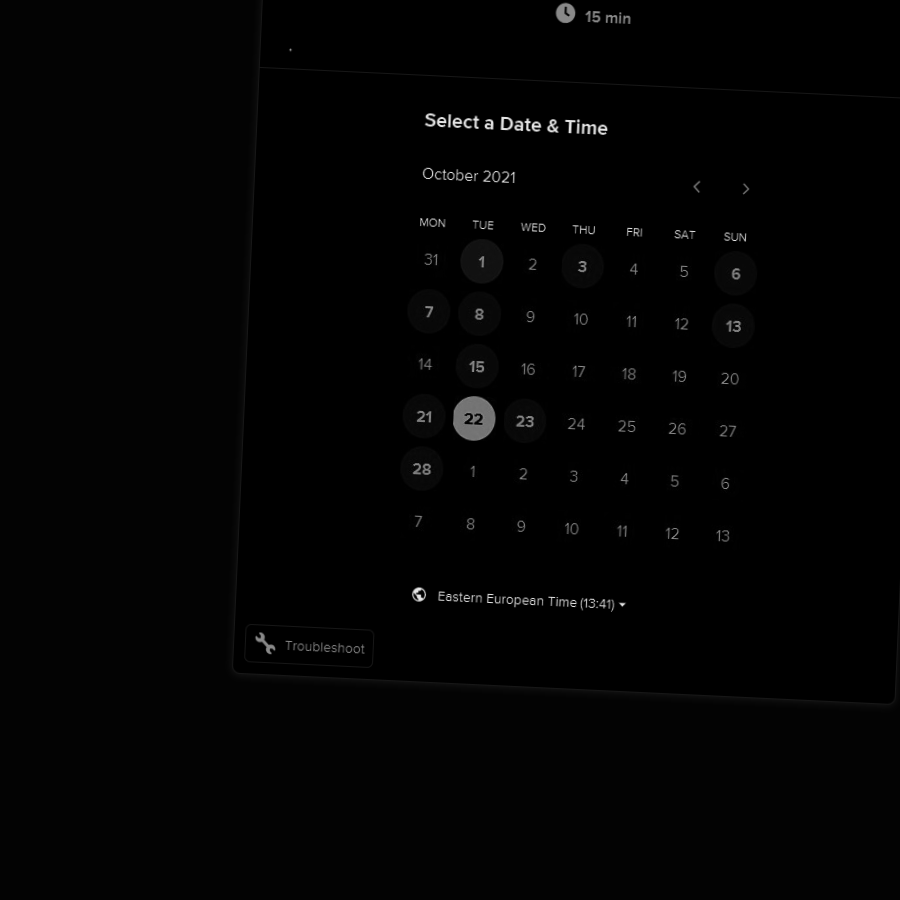 15 min
Select a Date & Time
October 2021
MON TUE WED THU FRI SAT SUN
31 1 2 3 4 5 6
7 8 9 10 11 12 13
14 15 16 17 18 19 20
21 22 23 24 25 26 27
28 1 2 3 4 5 6
7 8 9 10 11 12 13
Eastern European Time (13:41)
Troubleshoot